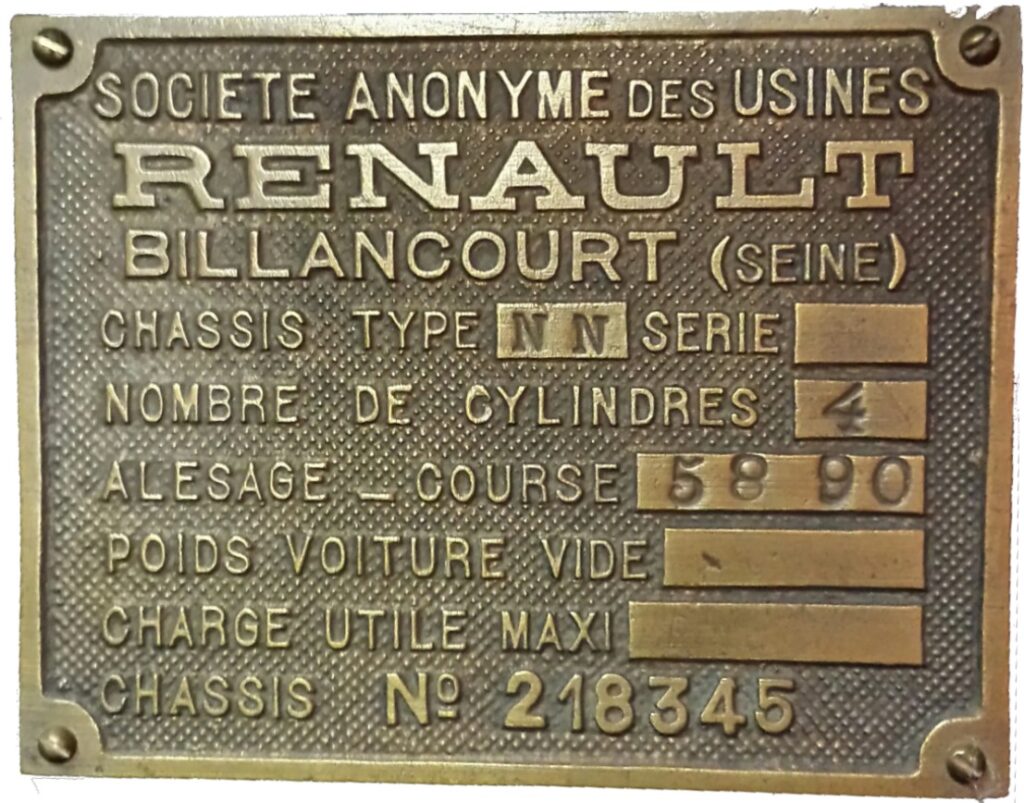 SOCIETE ANONYME DES USINES
RENAULT
BILLANCOURT (SEINE)
CHASSIS TYPE NN SERIE
NOMBRE DE CYLINDRES 4
ALESAGE _ COURSE 58 90
POIDS VOITURE VIDE
CHARGE UTILE MAXI
CHASSIS Nº 218345